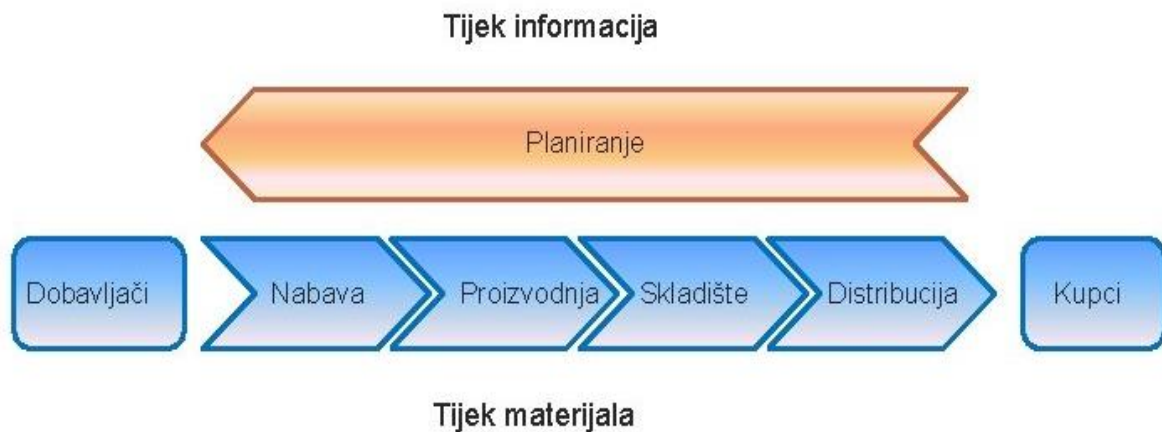 Tijek informacija
Planiranje
Dobavljači
Nabava
Proizvodnja
Skladište
Distribucija
Kupci
Tijek materijala